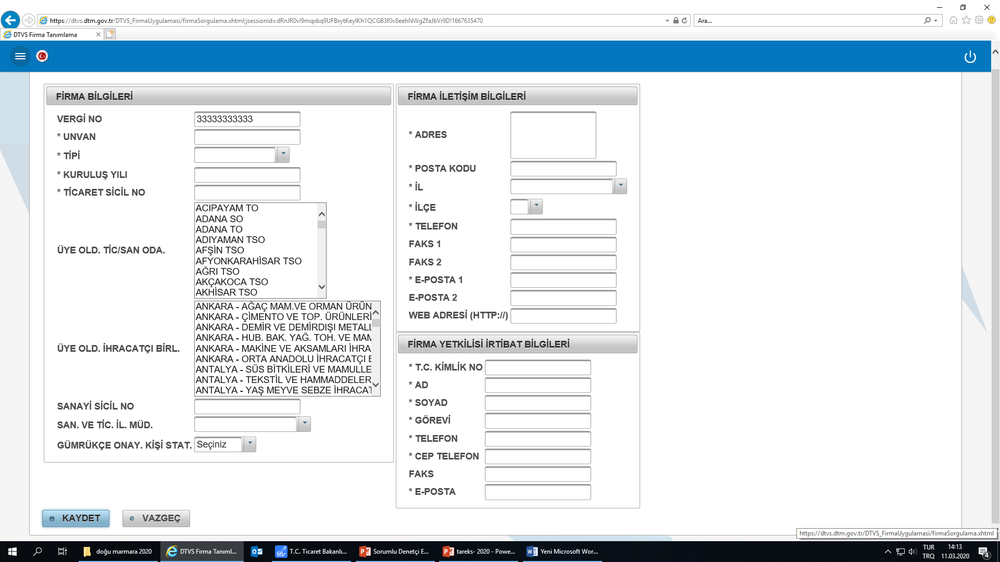 https://dtvs.dtm.gov.tr/DTVS_FirmaUygulamasi/firmaSorgulama.xhtml;jsessionid=dRnJR0vI9mqxbq9UFBxytKeyIKh1QCGB3f0v8eehNWgZfaJbVr9D!1667635470
Ara...
DTVS Firma Tanımlama
FİRMA BİLGİLERİ
VERGİ NO
33333333333
* UNVAN
* TİPİ
* KURULUŞ YILI
* TİCARET SİCİL NO
ÜYE OLD. TİC/SAN ODA.
ACIPAYAM TO
ADANA SO
ADANA TO
ADIYAMAN TSO
AFŞİN TSO
AFYONKARAHİSAR TSO
AĞRI TSO
AKÇAKOCA TSO
AKHİSAR TSO
ÜYE OLD. İHRACATÇI BİRL.
ANKARA - AĞAÇ MAM.VE ORMAN ÜRÜN
ANKARA - ÇİMENTO VE TOP. ÜRÜNLERİ
ANKARA - DEMİR VE DEMİRDIŞI METALL
ANKARA - HUB. BAK. YAĞ. TOH. VE MAM
ANKARA - MAKİNE VE AKSAMLARI İHRA
ANKARA - ORTA ANADOLU İHRACATÇI B
ANTALYA - SÜS BİTKİLERİ VE MAMULLE
ANTALYA - TEKSTİL VE HAMMADDELER
ANTALYA - YAŞ MEYVE SEBZE İHRACAT
SANAYİ SİCİL NO
SAN. VE TİC. İL. MÜD.
GÜMRÜKÇE ONAY. KİŞİ STAT.
Seçiniz
FİRMA İLETİŞİM BİLGİLERİ
* ADRES
* POSTA KODU
* İL
* İLÇE
* TELEFON
FAKS 1
FAKS 2
* E-POSTA 1
E-POSTA 2
WEB ADRESİ (HTTP://)
FİRMA YETKİLİSİ İRTİBAT BİLGİLERİ
* T.C. KİMLİK NO
* AD
* SOYAD
* GÖREVİ
* TELEFON
* CEP TELEFON
FAKS
* E-POSTA
KAYDET
VAZGEÇ
https://dtvs.dtm.gov.tr/DTVS_FirmaUygulamasi/firmaSorgulama.xhtml
doğu marmara 2020
DTVS Firma Tanıml...
T.C. Ticaret Bakanlı...
Sorumlu Denetçi E...
tareks- 2020 - Powe...
Yeni Microsoft Wor...
TUR
TRQ
14:13
11.03.2020
4